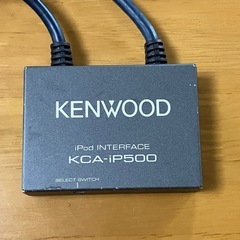 KENWOOD
iPod INTERFACE
KCA-iP500
SELECT SWITCH